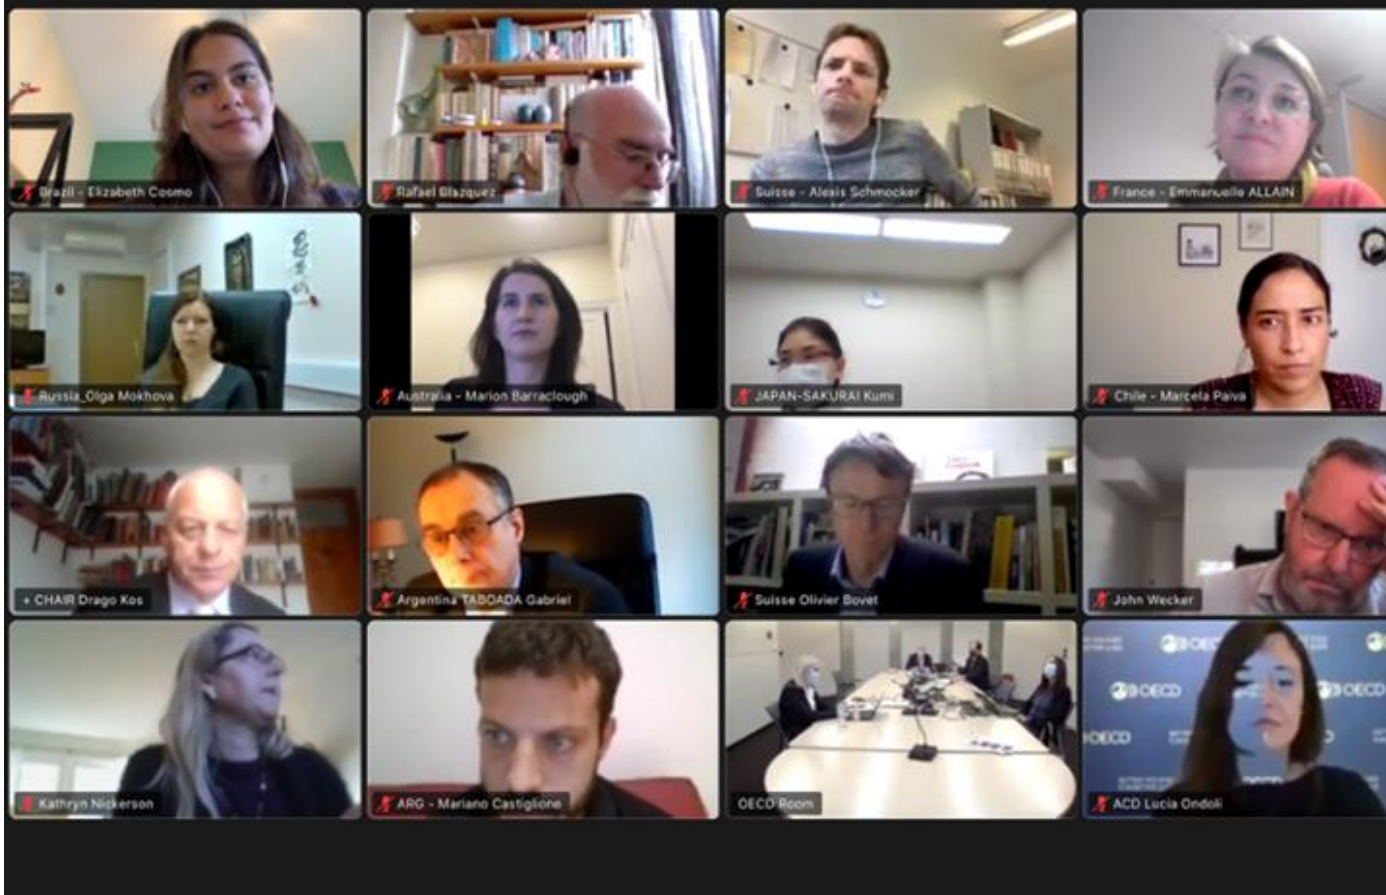 Brazil - Elizabeth Cosmo
Rafael Blazquez
Suisse - Alexis Schmocker
France - Emmanuelle ALLAIN
Russia_Olga Mokhova
Australia - Marion Barraclough
JAPAN-SAKURAI Kumi
Chile - Marcela Paiva
+ CHAIR Drago Kos
Argentina TABOADA Gabriel
Suisse Olivier Bovet
John Wecker
Kathryn Nickerson
ARG - Mariano Castiglione
OECD Room
OECD
OECD
OECD
OECD
ACD Lucia Ondoli